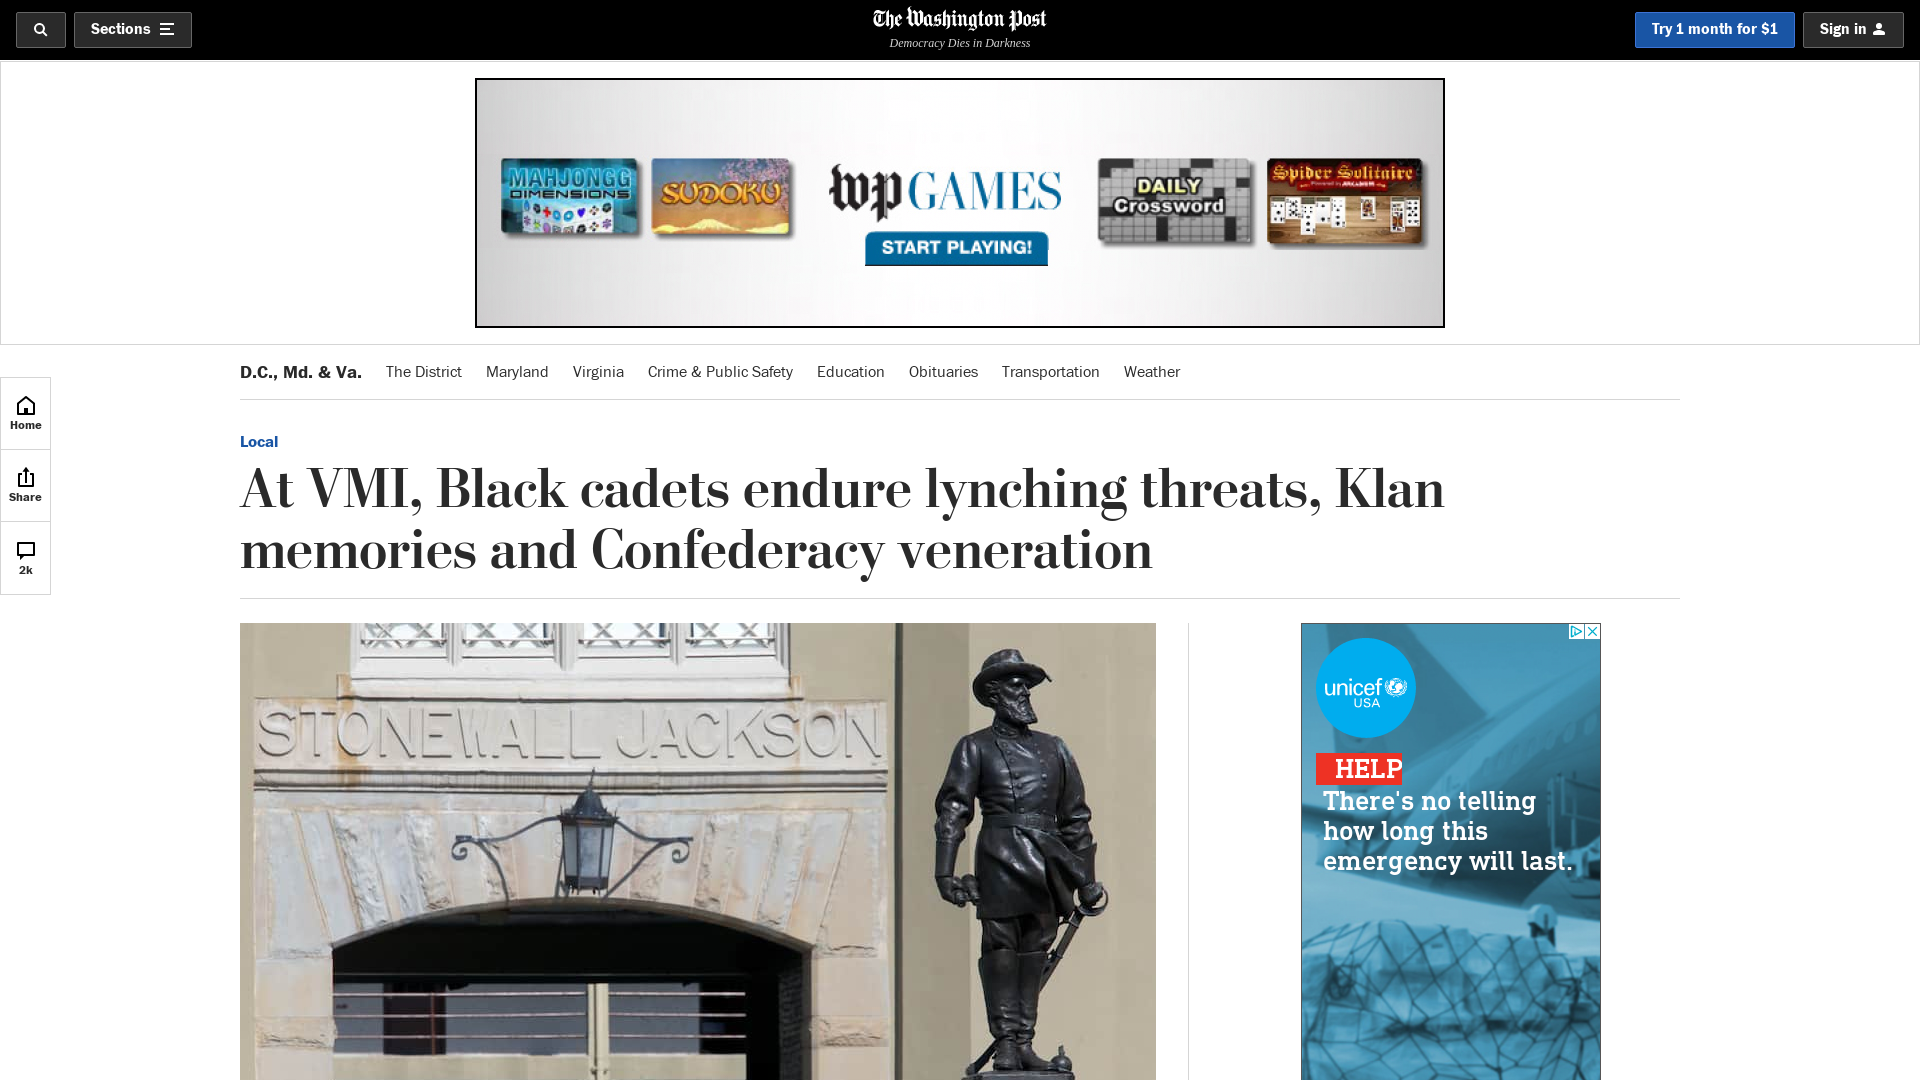 Sections
The Washington Post
Democracy Dies in Darkness
Try 1 month for $1
Sign in
MAHJONGG
DIMENSIONS
SUDOKU
wp GAMES
START PLAYING!
DAILY
Crossword
Spider Solitaire
D.C., Md. & Va.
The District
Maryland
Virginia
Crime & Public Safety
Education
Obituaries
Transportation
Weather
Home
Share
2k
Local
At VMI, Black cadets endure lynching threats, Klan
memories and Confederacy veneration
STONEWALL JACKSON
unicef
USA
HELP
There's no telling
how long this
emergency will last.